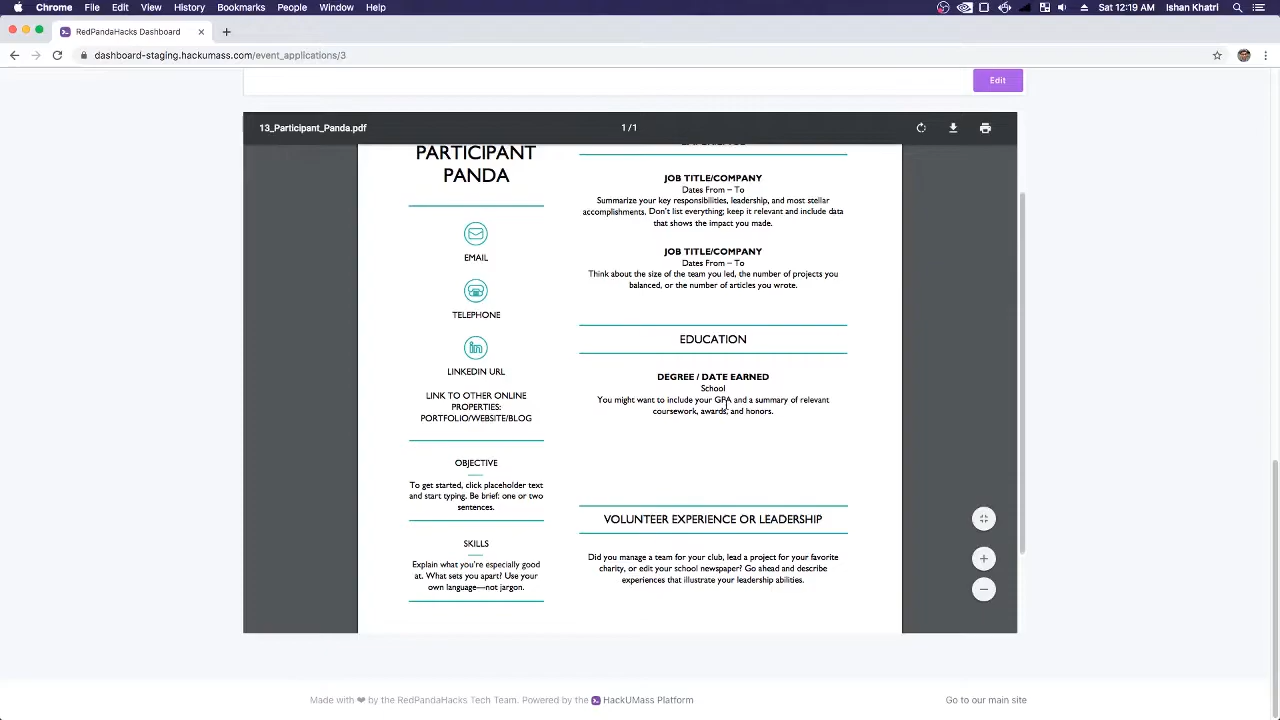 Chrome File Edit View History Bookmarks People Window Help Sat 12:19 AM Ishan Khatri
RedPandaHacks Dashboard
dashboard-staging.hackumass.com/event_applications/3
Edit
13_Participant_Panda.pdf 1/1
PARTICIPANT
PANDA
EMAIL
TELEPHONE
LINKEDIN URL
LINK TO OTHER ONLINE
PROPERTIES:
PORTFOLIO/WEBSITE/BLOG
OBJECTIVE
To get started, click placeholder text
and start typing. Be brief: one or two
sentences.
SKILLS
Explain what you're especially good
at. What sets you apart? Use your
own language—not jargon.
EXPERIENCE
JOB TITLE/COMPANY
Dates From – To
Summarize your key responsibilities, leadership, and most stellar
accomplishments. Don't list everything; keep it relevant and include data
that shows the impact you made.
JOB TITLE/COMPANY
Dates From – To
Think about the size of the team you led, the number of projects you
balanced, or the number of articles you wrote.
EDUCATION
DEGREE / DATE EARNED
School
You might want to include your GPA and a summary of relevant
coursework, awards, and honors.
VOLUNTEER EXPERIENCE OR LEADERSHIP
Did you manage a team for your club, lead a project for your favorite
charity, or edit your school newspaper? Go ahead and describe
experiences that illustrate your leadership abilities.
Made with ❤ by the RedPandaHacks Tech Team. Powered by the HackUMass Platform
Go to our main site